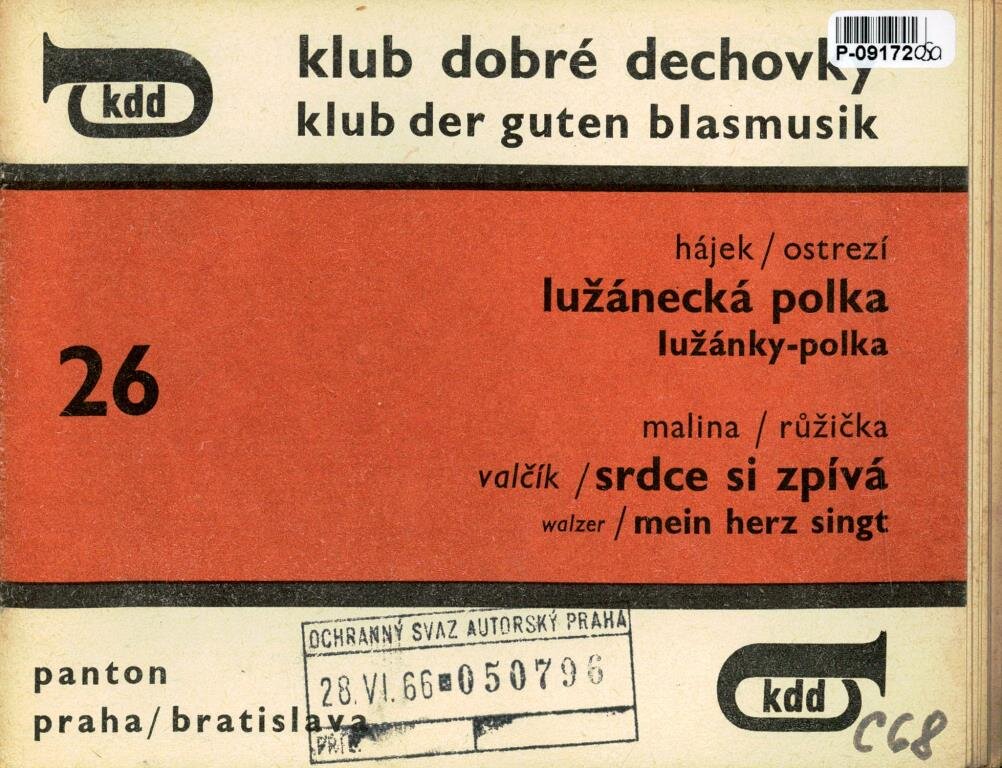 kdd
klub dobré dechovky
P-09172
klub der guten blasmusik
hájek / ostrezí
lužánecká polka
lužánky-polka
26
malina / růžička
valčík / srdce si zpívá
walzer / mein herz singt
OCHRANNÝ SVAZ AUTORSKÝ PRAHA
28.VI.66 050796
PŘÍL.
panton
praha / bratislava
kdd
C68